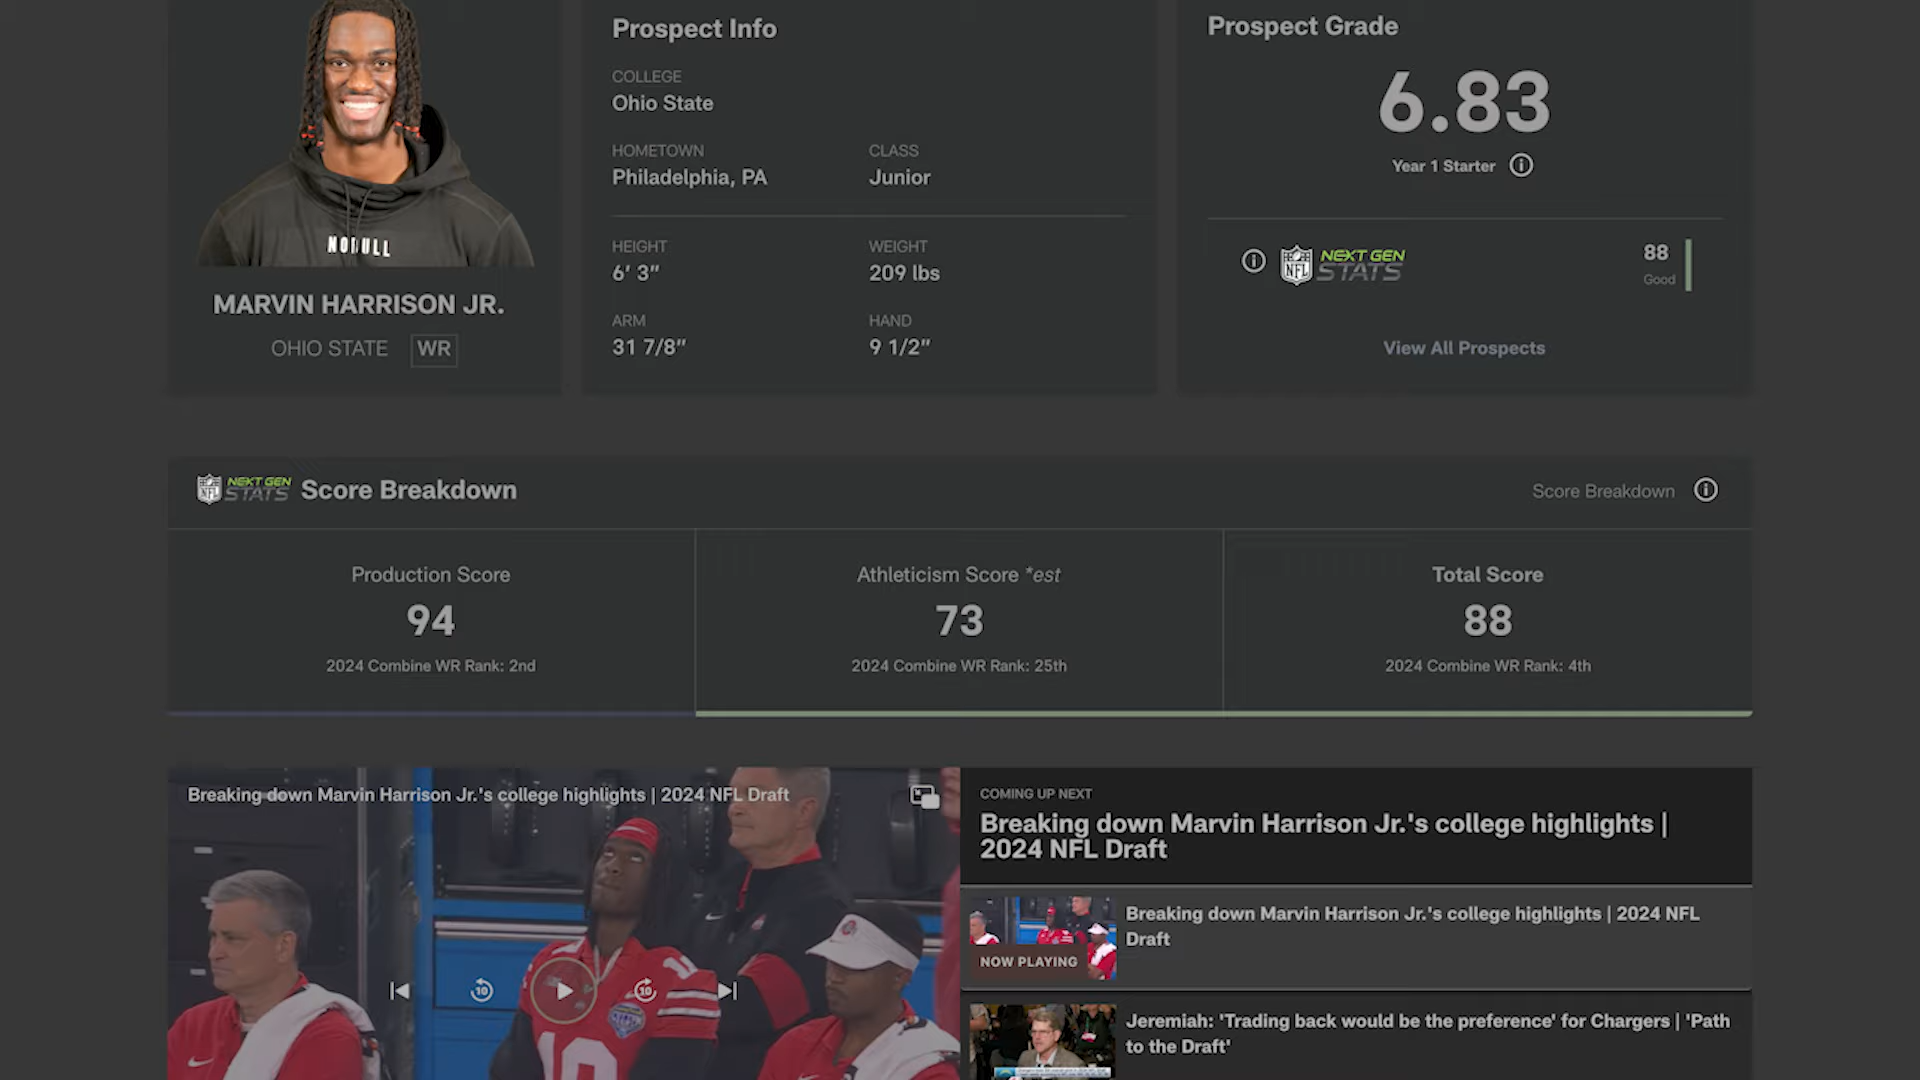 NOBULL
MARVIN HARRISON JR.
OHIO STATE WR
Prospect Info
COLLEGE
Ohio State
HOMETOWN
Philadelphia, PA
CLASS
Junior
HEIGHT
6' 3"
WEIGHT
209 lbs
ARM
31 7/8"
HAND
9 1/2"
Prospect Grade
6.83
Year 1 Starter
NFL NEXT GEN
STATS
88
Good
View All Prospects
NFL NEXT GEN
STATS
Score Breakdown
Score Breakdown
Production Score
94
2024 Combine WR Rank: 2nd
Athleticism Score *est
73
2024 Combine WR Rank: 25th
Total Score
88
2024 Combine WR Rank: 4th
Breaking down Marvin Harrison Jr.'s college highlights | 2024 NFL Draft
10
10
COMING UP NEXT
Breaking down Marvin Harrison Jr.'s college highlights |
2024 NFL Draft
Breaking down Marvin Harrison Jr.'s college highlights | 2024 NFL
Draft
NOW PLAYING
Jeremiah: 'Trading back would be the preference' for Chargers | 'Path
to the Draft'